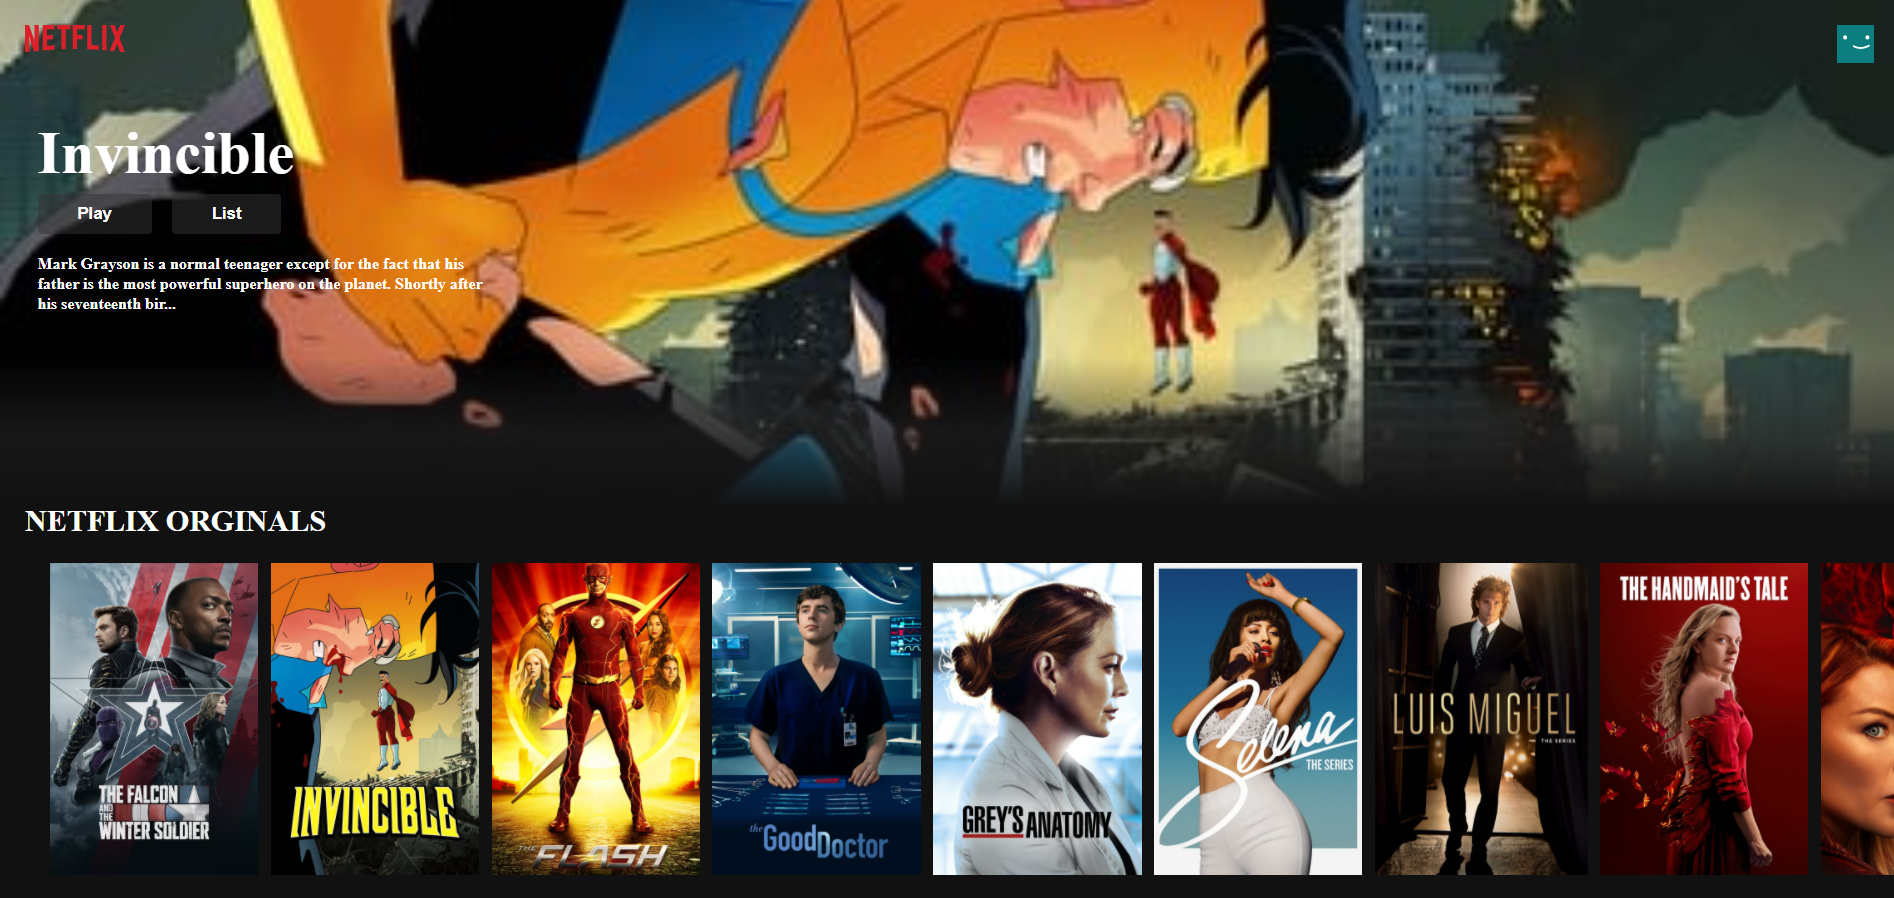 NETFLIX
Invincible
Play
List
Mark Grayson is a normal teenager except for the fact that his
father is the most powerful superhero on the planet. Shortly after
his seventeenth bir...
NETFLIX ORGINALS
THE FALCON
AND THE
WINTER SOLDIER
INVINCIBLE
THE
FLASH
the GoodDoctor
GREY'S ANATOMY
Selena
THE SERIES
LUIS MIGUEL
THE SERIES
THE HANDMAID'S TALE